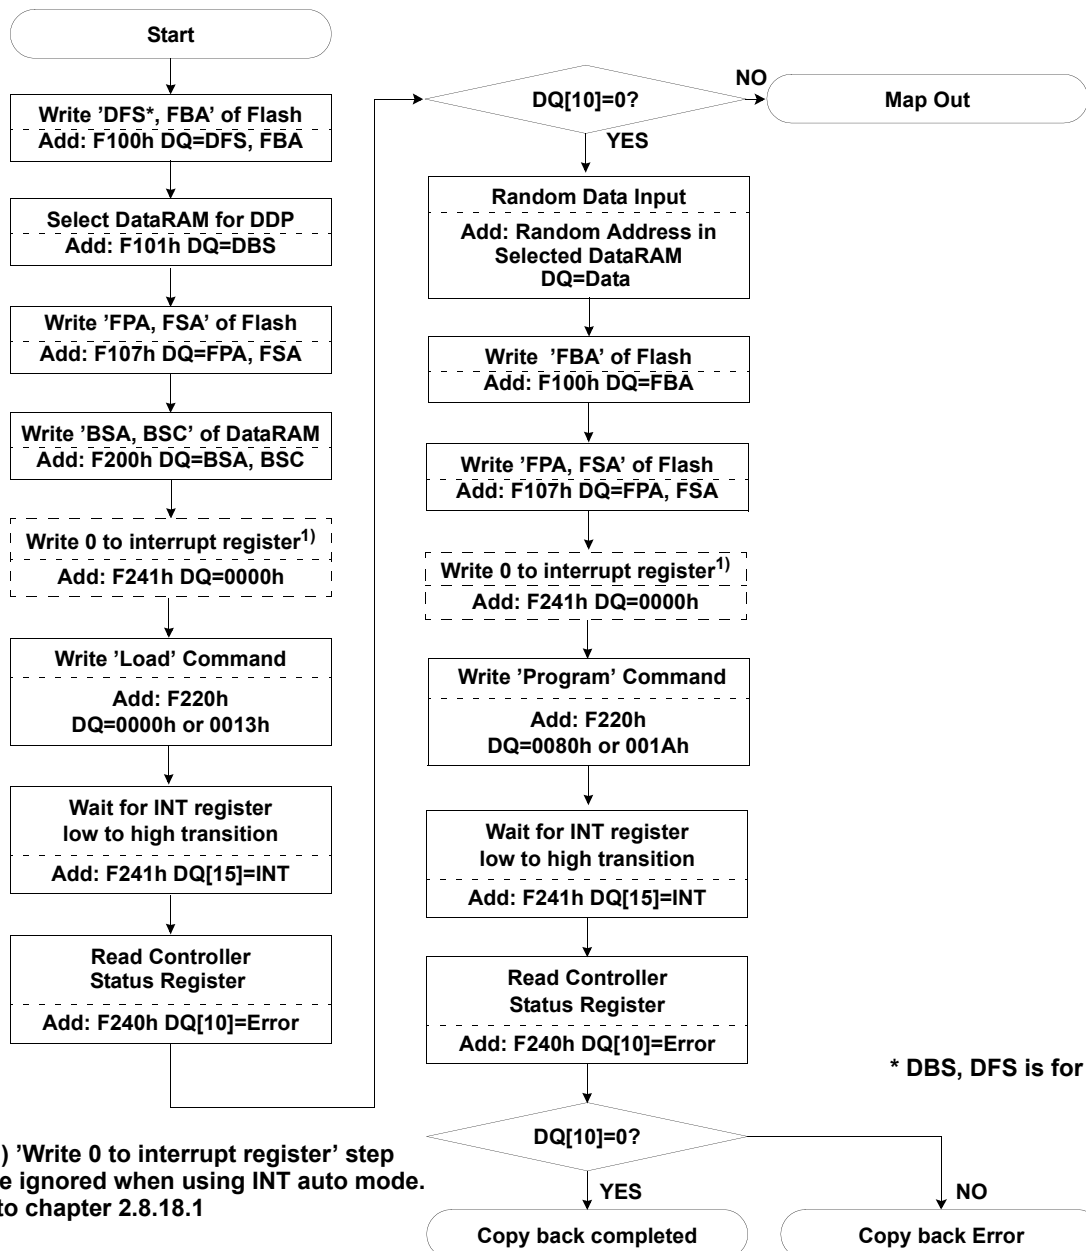 Start
Write 'DFS*, FBA' of Flash
Add: F100h DQ=DFS, FBA
Select DataRAM for DDP
Add: F101h DQ=DBS
Write 'FPA, FSA' of Flash
Add: F107h DQ=FPA, FSA
Write 'BSA, BSC' of DataRAM
Add: F200h DQ=BSA, BSC
Write 0 to interrupt register1)
Add: F241h DQ=0000h
Write 'Load' Command
Add: F220h
DQ=0000h or 0013h
Wait for INT register
low to high transition
Add: F241h DQ[15]=INT
Read Controller
Status Register
Add: F240h DQ[10]=Error
DQ[10]=0?
NO
Map Out
YES
Random Data Input
Add: Random Address in
Selected DataRAM
DQ=Data
Write 'FBA' of Flash
Add: F100h DQ=FBA
Write 'FPA, FSA' of Flash
Add: F107h DQ=FPA, FSA
Write 0 to interrupt register1)
Add: F241h DQ=0000h
Write 'Program' Command
Add: F220h
DQ=0080h or 001Ah
Wait for INT register
low to high transition
Add: F241h DQ[15]=INT
Read Controller
Status Register
Add: F240h DQ[10]=Error
DQ[10]=0?
YES
Copy back completed
NO
Copy back Error
* DBS, DFS is for
) 'Write 0 to interrupt register' step
e ignored when using INT auto mode.
to chapter 2.8.18.1